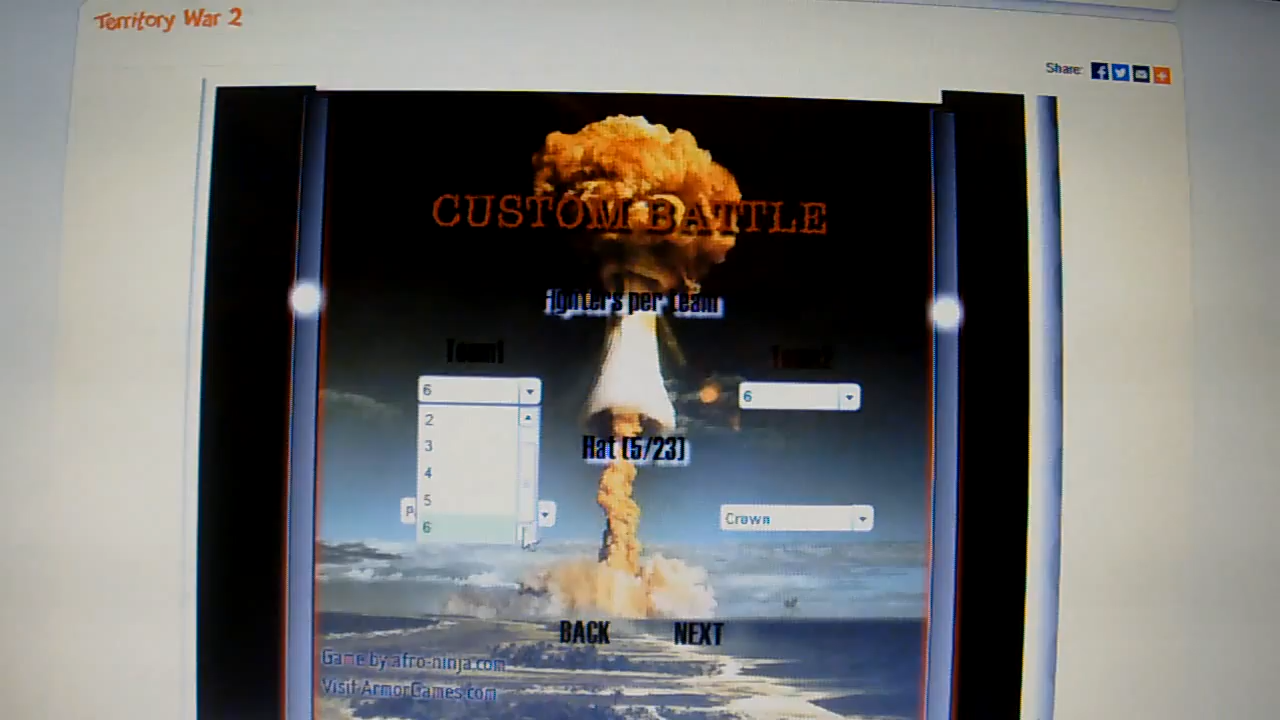 Territory War 2
Share:
CUSTOM BATTLE
Fighters per team
Team1
6
6
2
3
4
5
6
Hat (5/23)
Crown
BACK NEXT
Game by afro-ninja.com
Visit ArmorGames.com